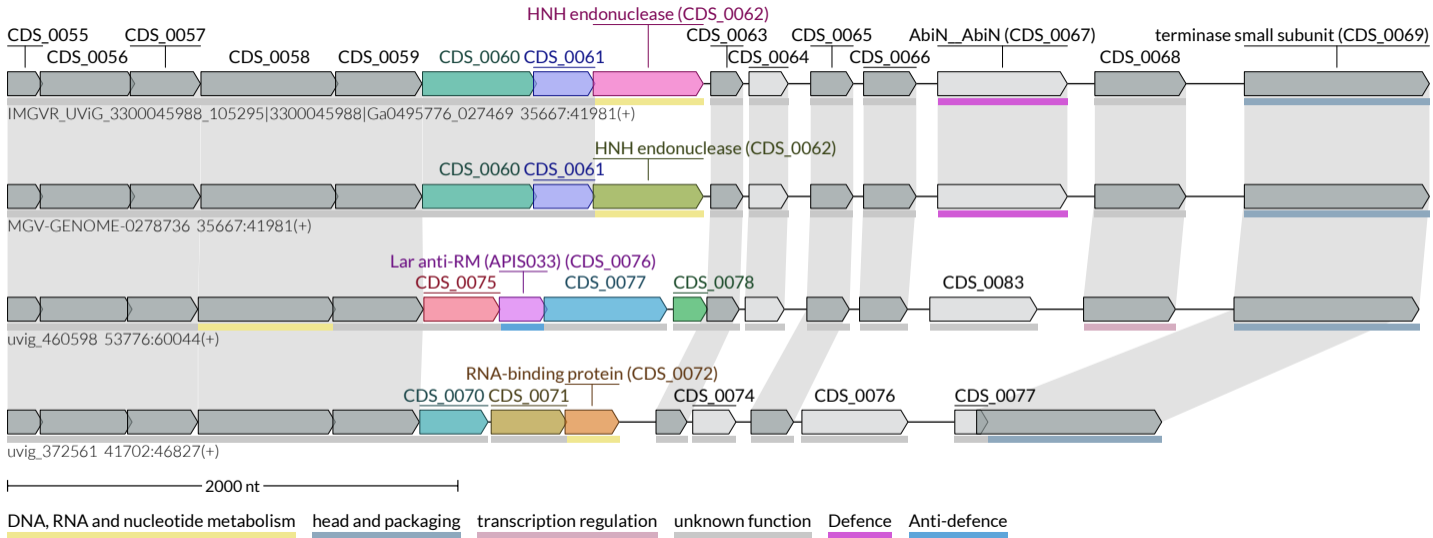 HNH endonuclease (CDS_0062)
CDS_0055 CDS_0057 CDS_0063 CDS_0065 AbiN__AbiN (CDS_0067) terminase small subunit (CDS_0069)
CDS_0056 CDS_0058 CDS_0059 CDS_0060 CDS_0061 CDS_0064 CDS_0066 CDS_0068
IMGVR_UViG_3300045988_105295|3300045988|Ga0495776_027469 35667:41981(+)
HNH endonuclease (CDS_0062)
CDS_0060 CDS_0061
MGV-GENOME-0278736 35667:41981(+)
Lar anti-RM (APIS033) (CDS_0076)
CDS_0075 CDS_0077 CDS_0078 CDS_0083
uvig_460598 53776:60044(+)
RNA-binding protein (CDS_0072)
CDS_0070 CDS_0071 CDS_0074 CDS_0076 CDS_0077
uvig_372561 41702:46827(+)
2000 nt
DNA, RNA and nucleotide metabolism head and packaging transcription regulation unknown function Defence Anti-defence